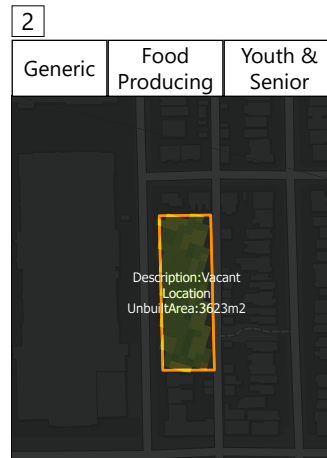 2
Generic
Food
Producing
Youth &
Senior
Description:Vacant
Location
UnbuiltArea:3623m2